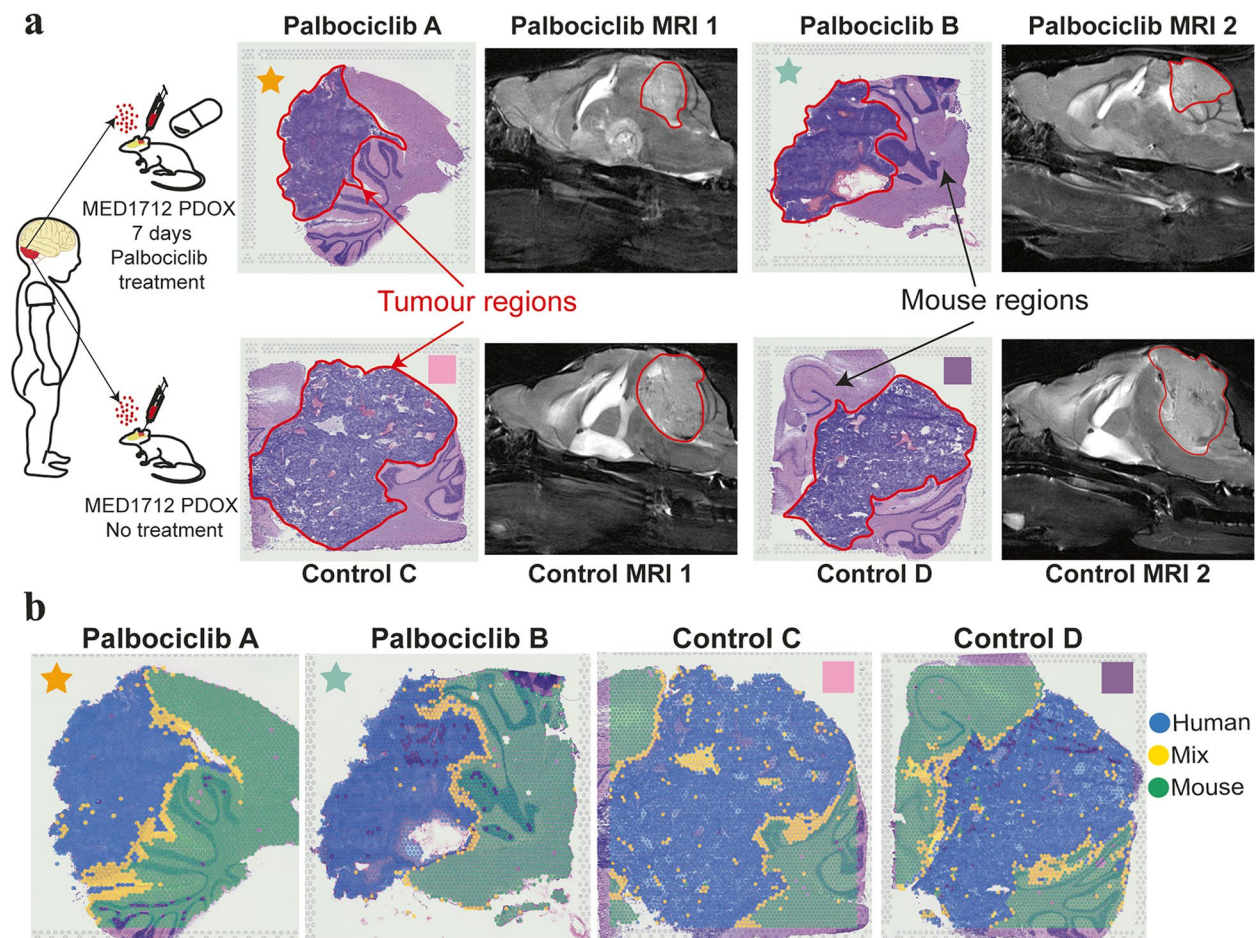 a
Palbociclib A
Palbociclib MRI 1
Palbociclib B
Palbociclib MRI 2
MED1712 PDOX
7 days
Palbociclib
treatment
Tumour regions
Mouse regions
MED1712 PDOX
No treatment
Control C
Control MRI 1
Control D
Control MRI 2
b
Palbociclib A
Palbociclib B
Control C
Control D
Human
Mix
Mouse